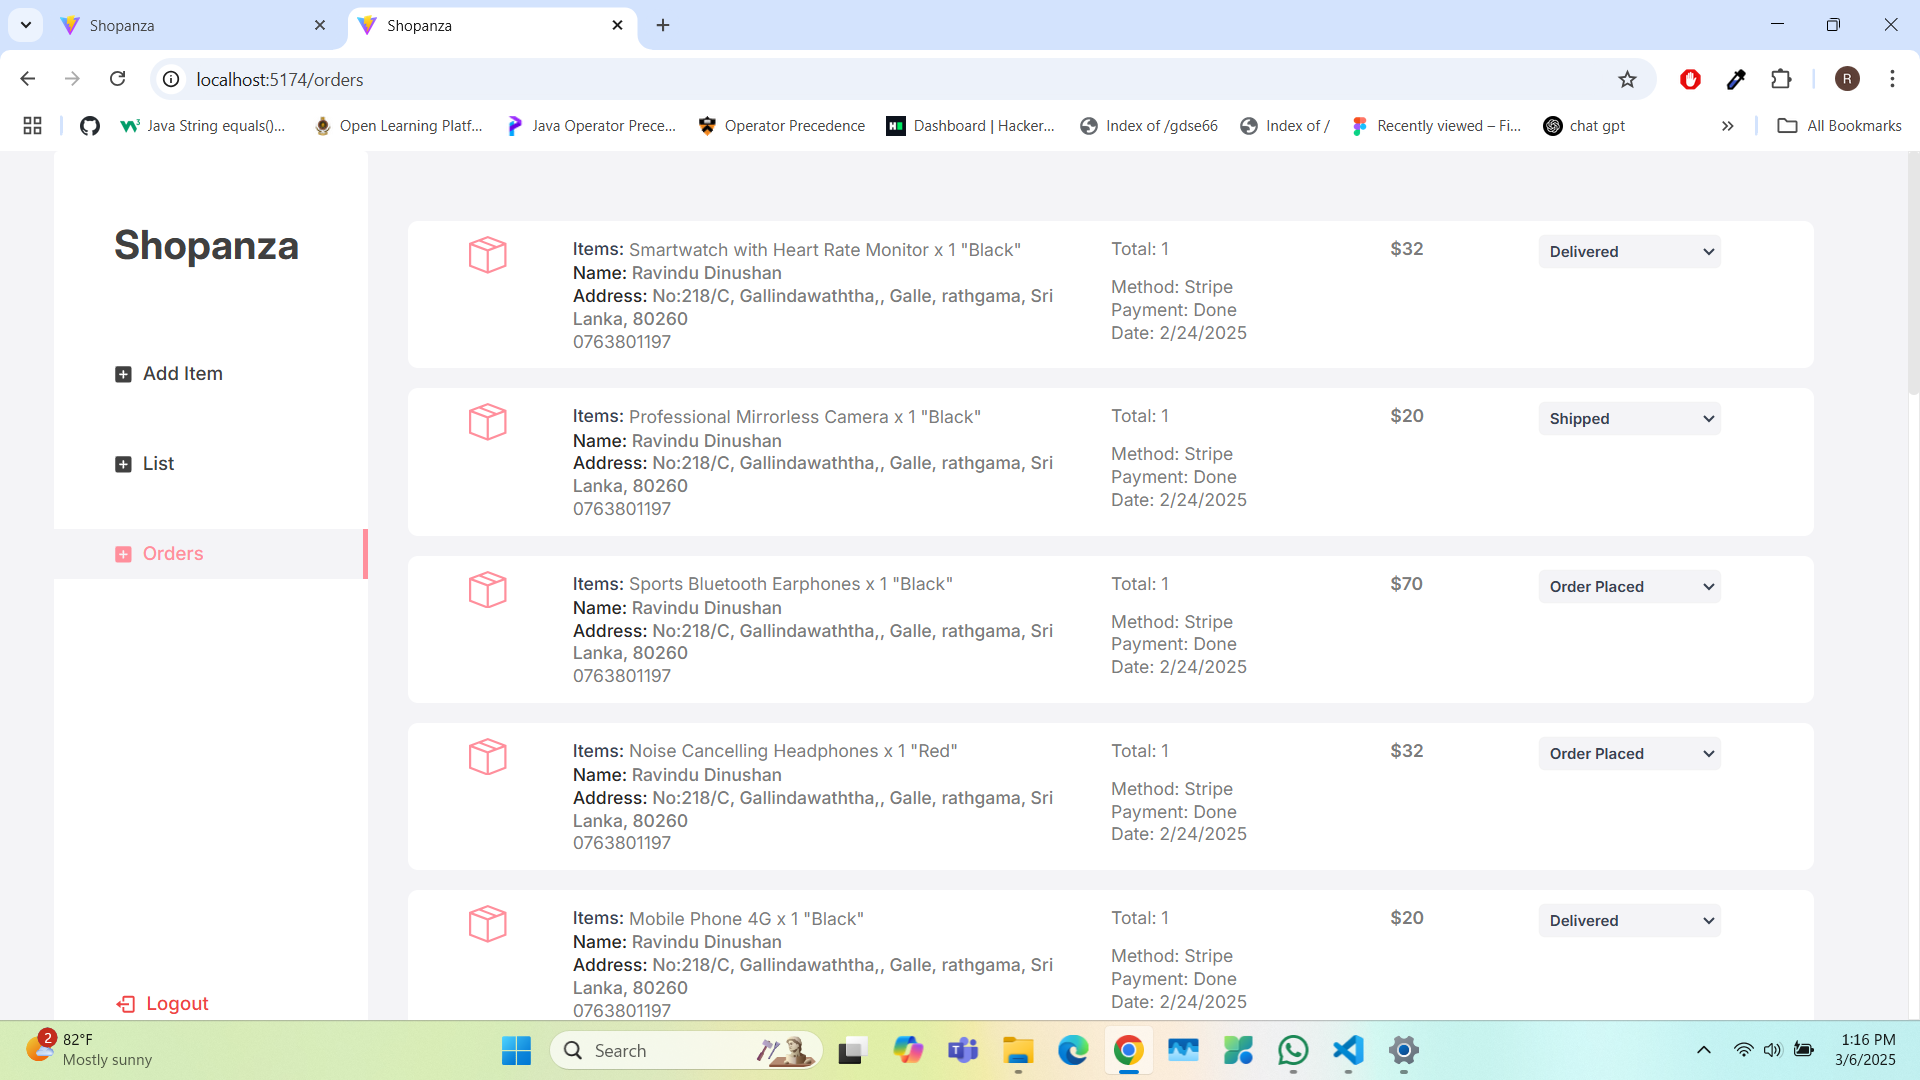 Shopanza
Shopanza
localhost:5174/orders
R
Java String equals()...
Open Learning Platf...
Java Operator Prece...
Operator Precedence
Dashboard | Hacker...
Index of /gdse66
Index of /
Recently viewed – Fi...
chat gpt
All Bookmarks
Shopanza
Add Item
List
Orders
Logout
Items: Smartwatch with Heart Rate Monitor x 1 "Black"
Name: Ravindu Dinushan
Address: No:218/C, Gallindawaththa,, Galle, rathgama, Sri
Lanka, 80260
0763801197
Total: 1
Method: Stripe
Payment: Done
Date: 2/24/2025
$32
Delivered
Items: Professional Mirrorless Camera x 1 "Black"
Name: Ravindu Dinushan
Address: No:218/C, Gallindawaththa,, Galle, rathgama, Sri
Lanka, 80260
0763801197
Total: 1
Method: Stripe
Payment: Done
Date: 2/24/2025
$20
Shipped
Items: Sports Bluetooth Earphones x 1 "Black"
Name: Ravindu Dinushan
Address: No:218/C, Gallindawaththa,, Galle, rathgama, Sri
Lanka, 80260
0763801197
Total: 1
Method: Stripe
Payment: Done
Date: 2/24/2025
$70
Order Placed
Items: Noise Cancelling Headphones x 1 "Red"
Name: Ravindu Dinushan
Address: No:218/C, Gallindawaththa,, Galle, rathgama, Sri
Lanka, 80260
0763801197
Total: 1
Method: Stripe
Payment: Done
Date: 2/24/2025
$32
Order Placed
Items: Mobile Phone 4G x 1 "Black"
Name: Ravindu Dinushan
Address: No:218/C, Gallindawaththa,, Galle, rathgama, Sri
Lanka, 80260
0763801197
Total: 1
Method: Stripe
Payment: Done
Date: 2/24/2025
$20
Delivered
2
82°F
Mostly sunny
Search
1:16 PM
3/6/2025